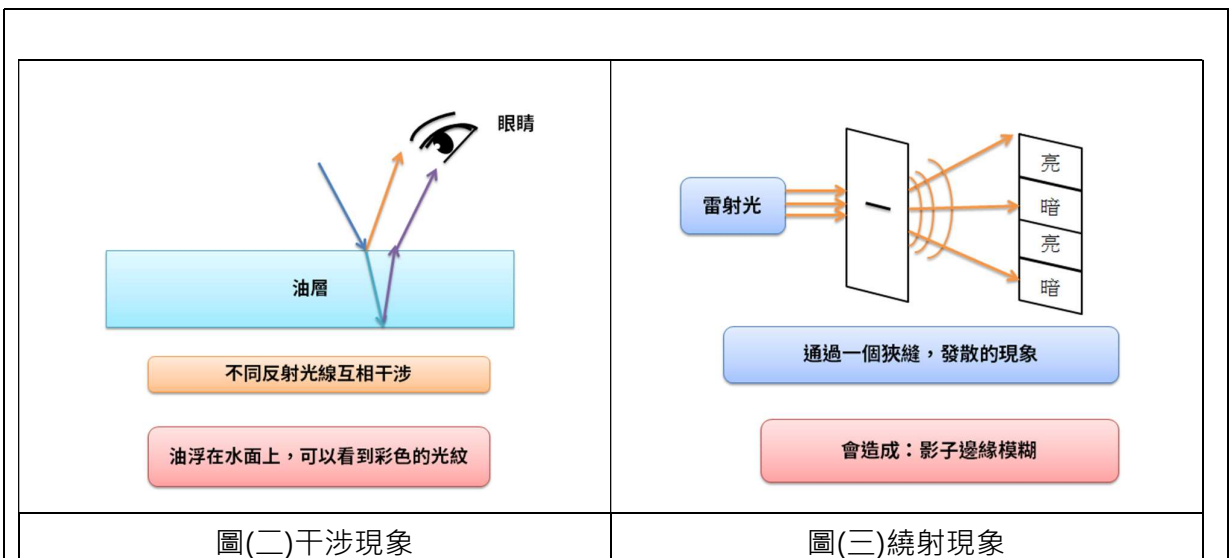 眼睛
油層
不同反射光線互相干涉
油浮在水面上，可以看到彩色的光紋
圖(二)干涉現象
雷射光
亮
暗
亮
暗
通過一個狹縫，發散的現象
會造成：影子邊緣模糊
圖(三)繞射現象